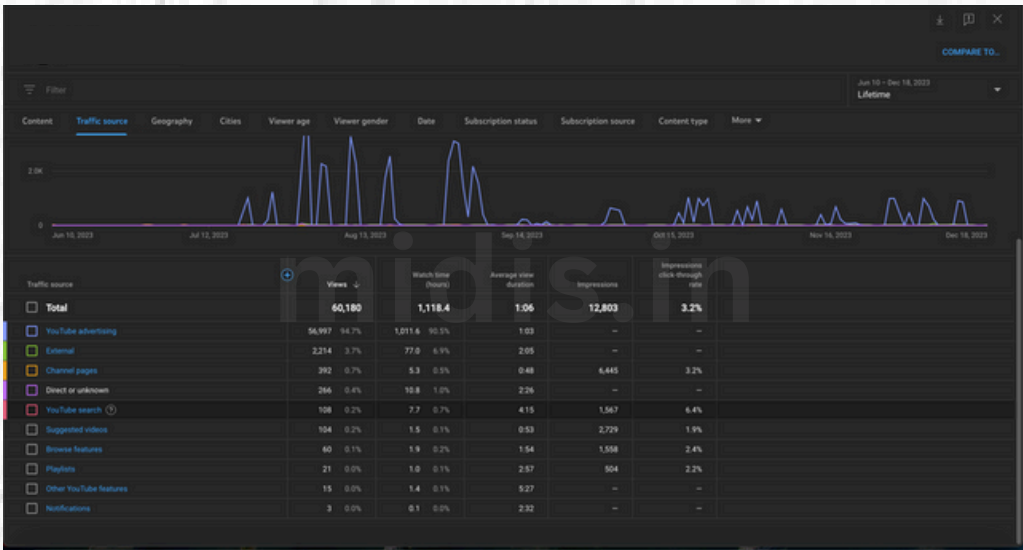 COMPARE TO...
Filter
Jun 10 – Dec 18, 2023
Lifetime
Content Traffic source Geography Cities Viewer age Viewer gender Date Subscription status Subscription source Content type More
2.0K
0
Jun 10, 2023 Jul 12, 2023 Aug 13, 2023 Sep 14, 2023 Oct 15, 2023 Nov 16, 2023 Dec 18, 2023
midis.in
Traffic source Views Watch time (hours) Average view duration Impressions Impressions click-through rate
Total 60,180 1,118.4 1:06 12,803 3.2%
YouTube advertising 56,997 94.7% 1,011.6 90.5% 1:03 – –
External 2,214 3.7% 77.0 6.9% 2:05 – –
Channel pages 392 0.7% 5.3 0.5% 0:48 6,445 3.2%
Direct or unknown 266 0.4% 10.8 1.0% 2:26 – –
YouTube search ? 108 0.2% 7.7 0.7% 4:15 1,567 6.4%
Suggested videos 104 0.2% 1.5 0.1% 0:53 2,729 1.9%
Browse features 60 0.1% 1.9 0.2% 1:54 1,558 2.4%
Playlists 21 0.0% 1.0 0.1% 2:57 504 2.2%
Other YouTube features 15 0.0% 1.4 0.1% 5:27 – –
Notifications 3 0.0% 0.1 0.0% 2:32 – –